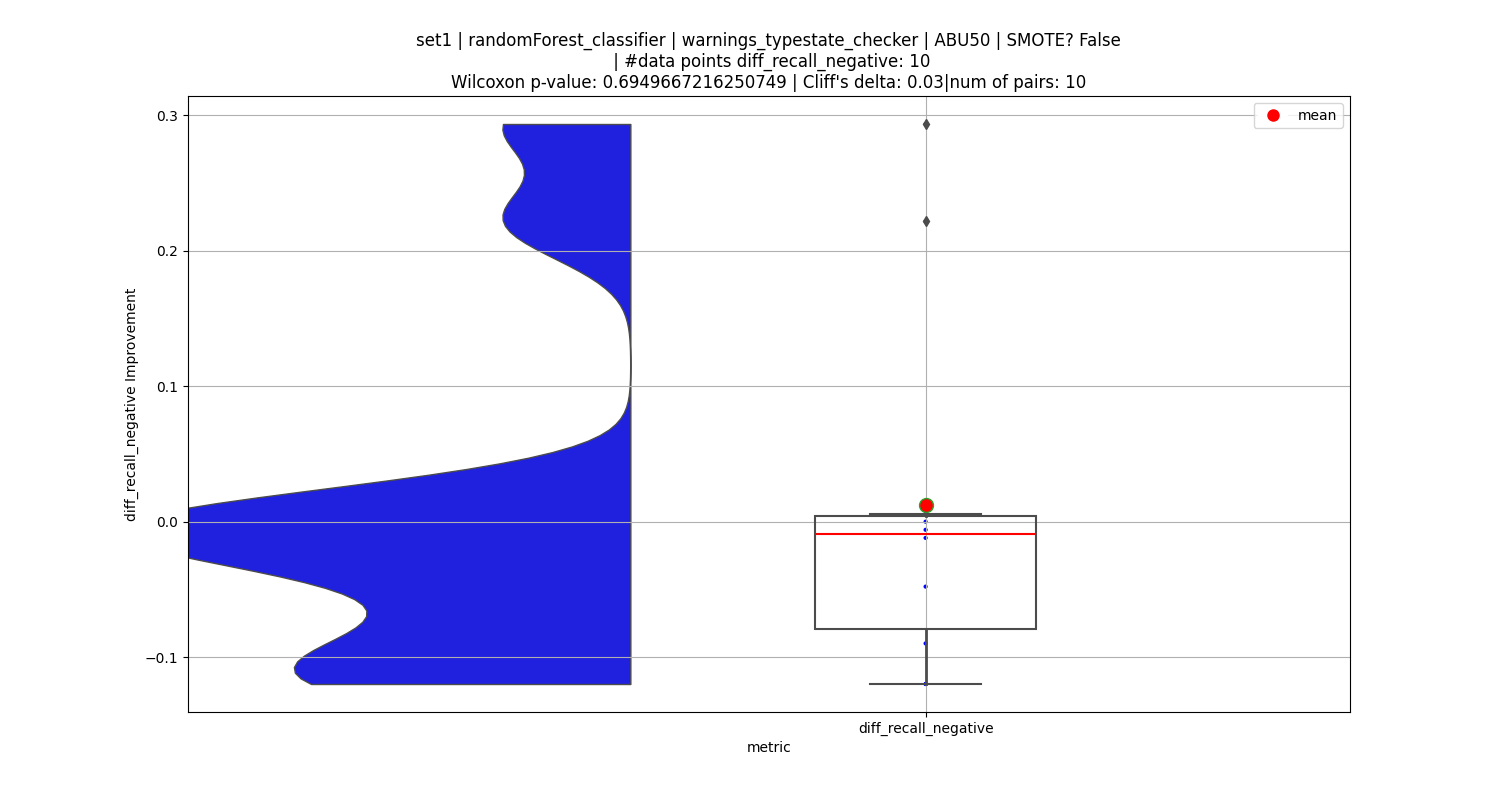 set1 | randomForest_classifier | warnings_typestate_checker | ABU50 | SMOTE? False
| #data points diff_recall_negative: 10
Wilcoxon p-value: 0.6949667216250749 | Cliff's delta: 0.03|num of pairs: 10
mean
0.3
0.2
0.1
0.0
−0.1
diff_recall_negative Improvement
diff_recall_negative
metric